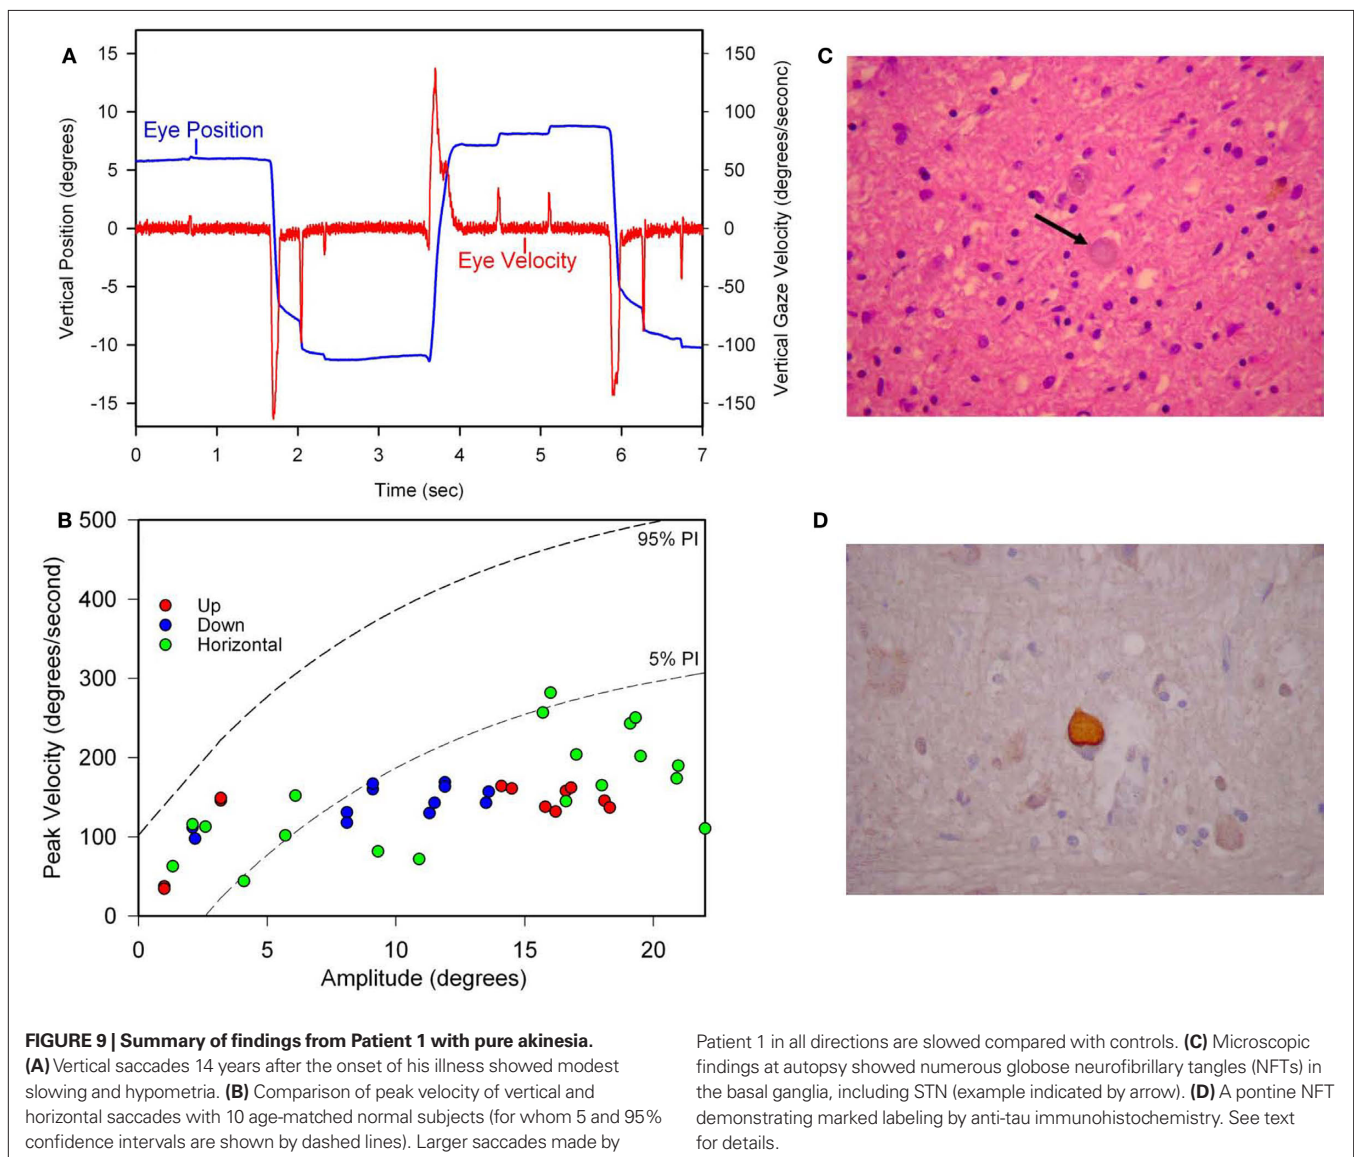 A
15
10
5
0
-5
-10
-15
Vertical Position (degrees)
Eye Position
Eye Velocity
150
100
50
0
-50
-100
-150
Vertical Gaze Velocity (degrees/seconc)
0 1 2 3 4 5 6 7
Time (sec)
B
500
400
300
200
100
0
Peak Velocity (degrees/second)
95% PI
5% PI
Up
Down
Horizontal
0 5 10 15 20
Amplitude (degrees)
C
D
FIGURE 9 | Summary of findings from Patient 1 with pure akinesia.
(A) Vertical saccades 14 years after the onset of his illness showed modest
slowing and hypometria. (B) Comparison of peak velocity of vertical and
horizontal saccades with 10 age-matched normal subjects (for whom 5 and 95%
confidence intervals are shown by dashed lines). Larger saccades made by
Patient 1 in all directions are slowed compared with controls. (C) Microscopic
findings at autopsy showed numerous globose neurofibrillary tangles (NFTs) in
the basal ganglia, including STN (example indicated by arrow). (D) A pontine NFT
demonstrating marked labeling by anti-tau immunohistochemistry. See text
for details.